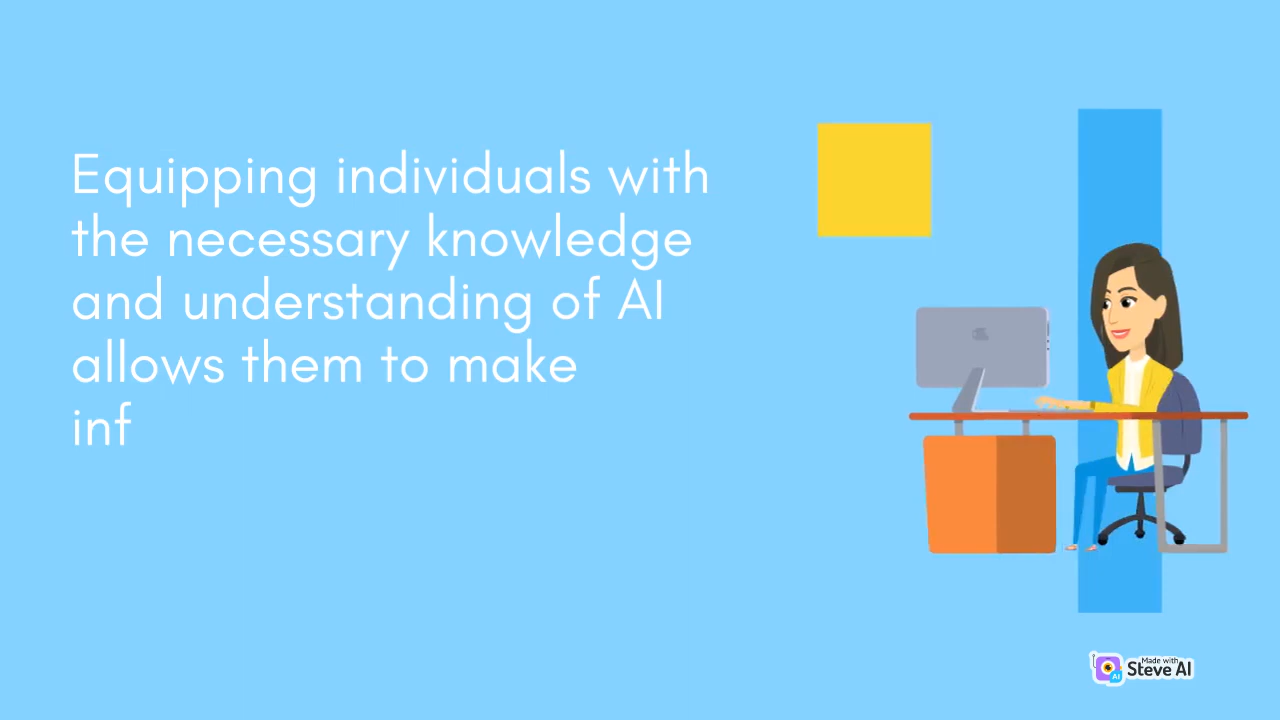 Equipping individuals with
the necessary knowledge
and understanding of AI
allows them to make
inf
Made with
Steve AI
AI